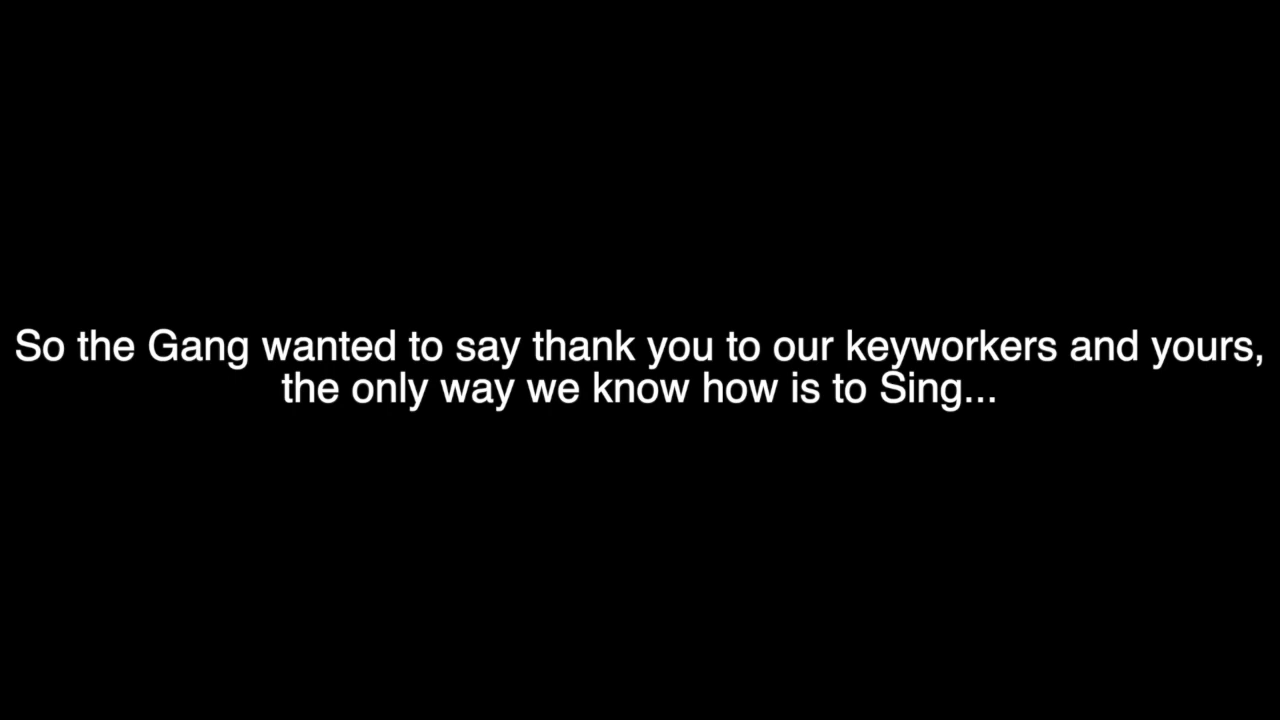 So the Gang wanted to say thank you to our keyworkers and yours,
the only way we know how is to Sing...